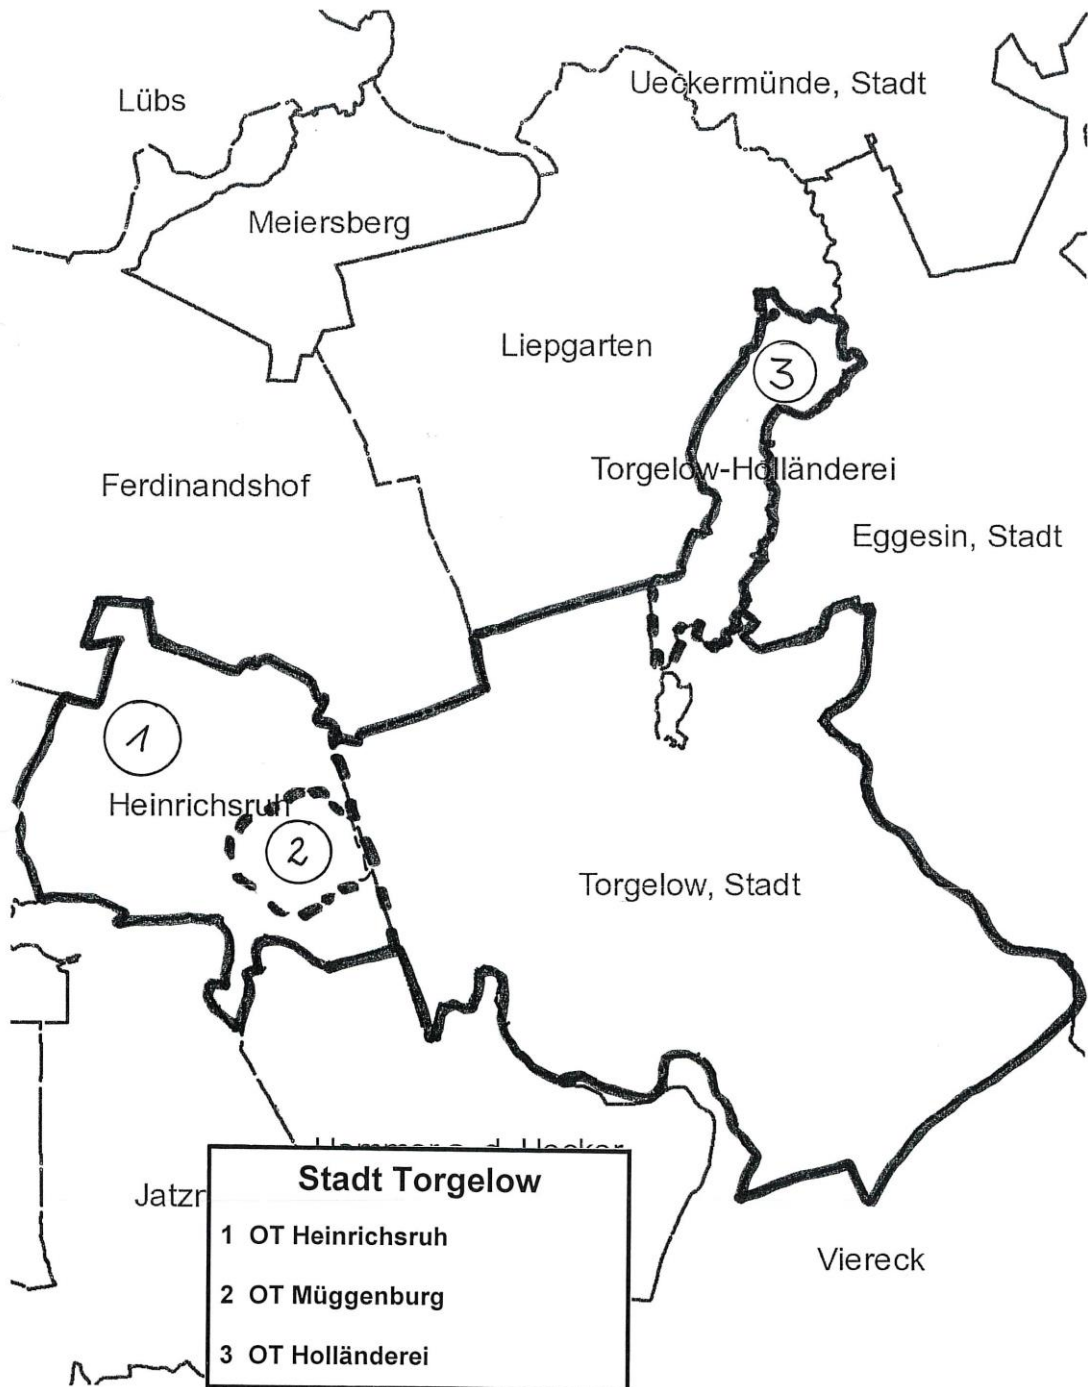 Lübs
Ueckermünde, Stadt
Meiersberg
Liepgarten
3
Torgelow-Holländerei
Ferdinandshof
Eggesin, Stadt
1
Heinrichsruh
2
Torgelow, Stadt
Viereck
Stadt Torgelow
1 OT Heinrichsruh
2 OT Müggenburg
3 OT Holländerei